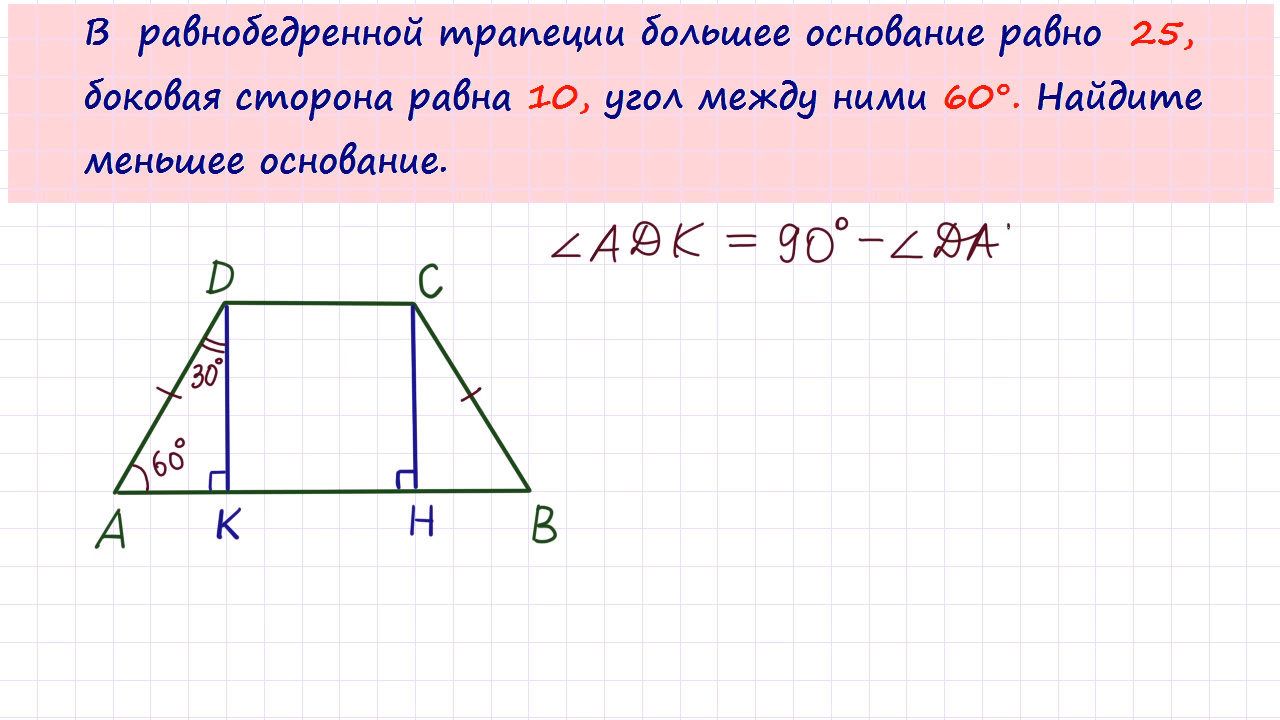 В равнобедренной трапеции большее основание равно 25,
боковая сторона равна 10, угол между ними 60°. Найдите
меньшее основание.
∠ADK = 90° - ∠DA
D C
30°
60°
A K H B